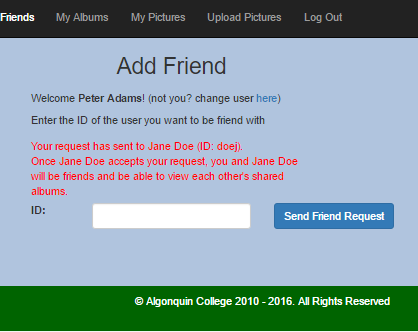 Friends My Albums My Pictures Upload Pictures Log Out
Add Friend
Welcome Peter Adams! (not you? change user here)
Enter the ID of the user you want to be friend with
Your request has sent to Jane Doe (ID: doej).
Once Jane Doe accepts your request, you and Jane Doe
will be friends and be able to view each other's shared
albums.
ID: Send Friend Request
© Algonquin College 2010 - 2016. All Rights Reserved